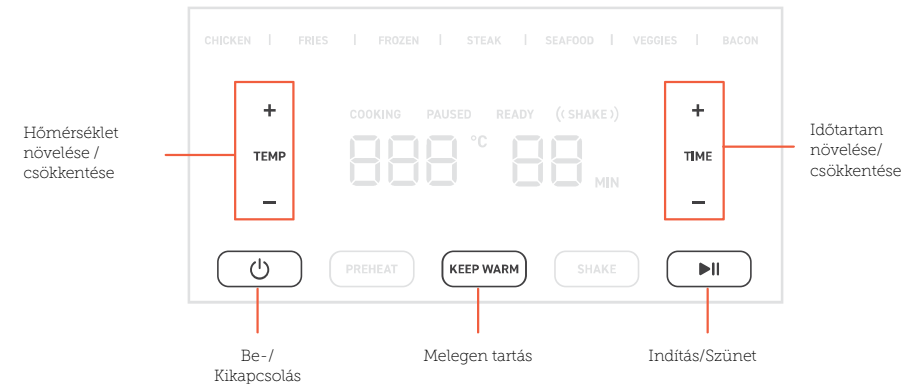 CHICKEN | FRIES | FROZEN | STEAK | SEAFOOD | VEGGIES | BACON
Hőmérséklet
növelése /
csökkentése
+
TEMP
−
COOKING PAUSED READY ((SHAKE))
888 °C 88 MIN
+
TIME
−
Időtartam
növelése/
csökkentése
PREHEAT
KEEP WARM
SHAKE
Be-/
Kikapcsolás
Melegen tartás
Indítás/Szünet